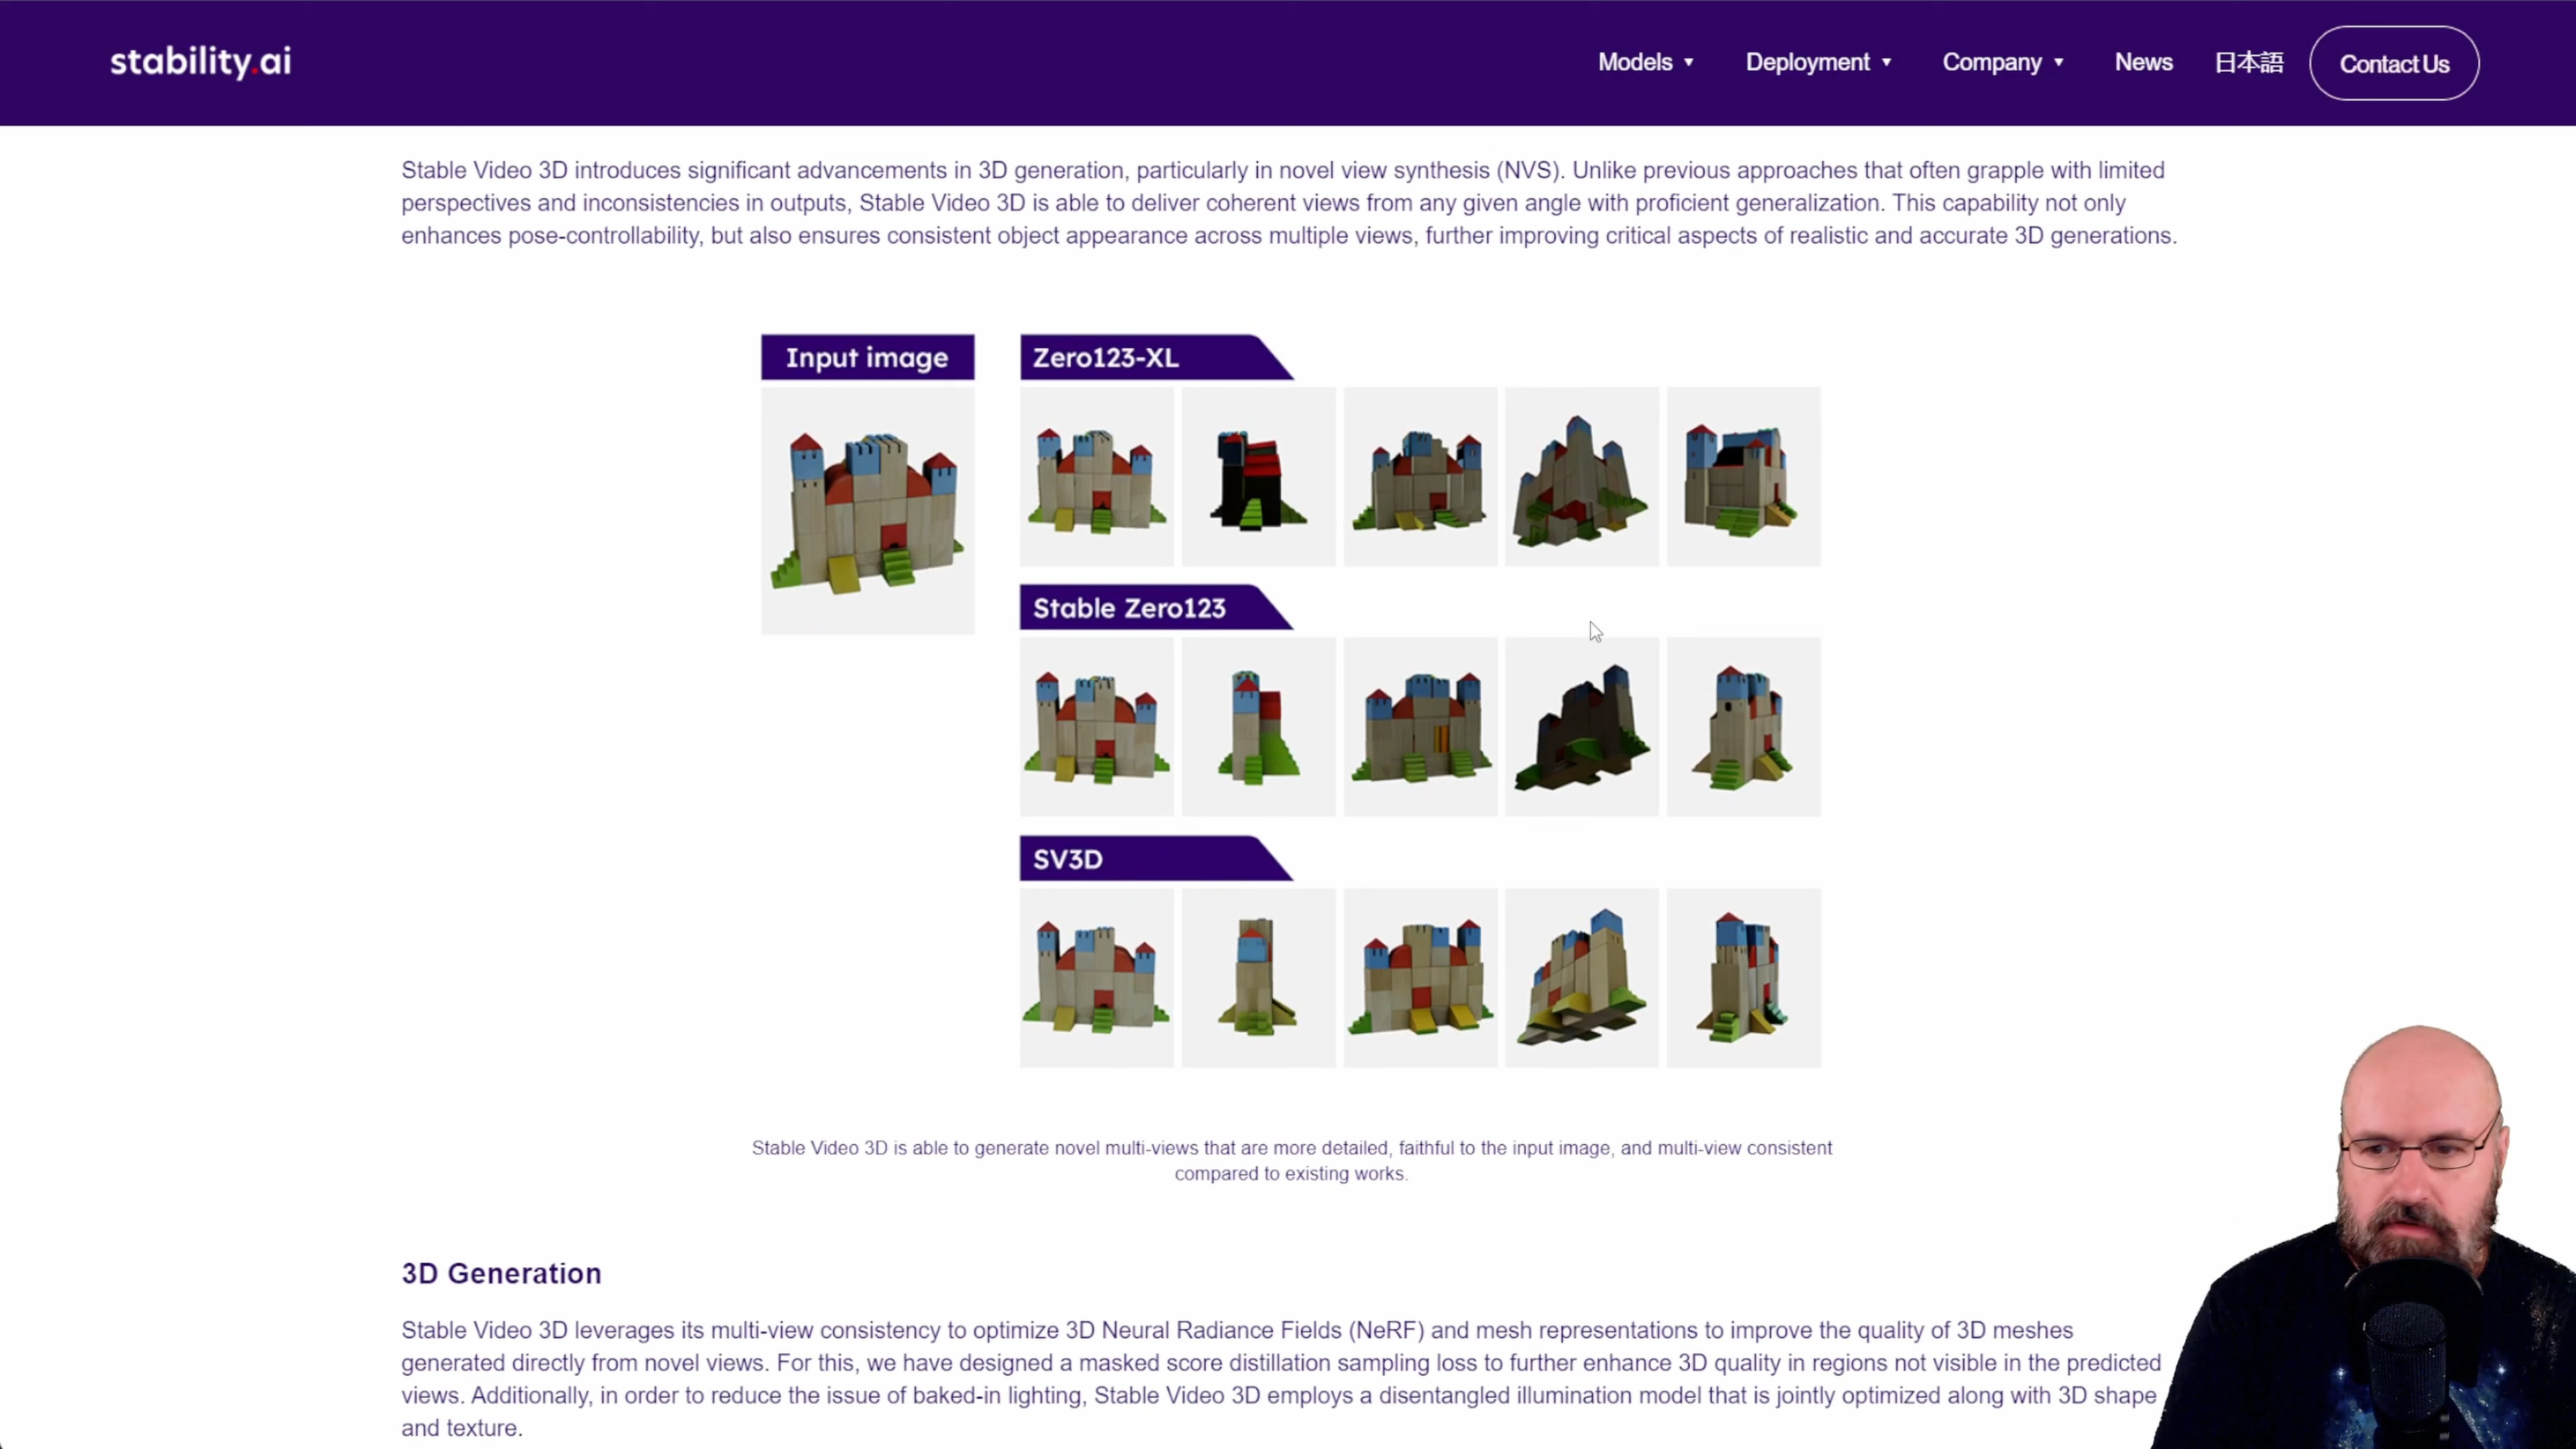 stability.ai
Models
Deployment
Company
News
日本語
Contact Us
Stable Video 3D introduces significant advancements in 3D generation, particularly in novel view synthesis (NVS). Unlike previous approaches that often grapple with limited
perspectives and inconsistencies in outputs, Stable Video 3D is able to deliver coherent views from any given angle with proficient generalization. This capability not only
enhances pose-controllability, but also ensures consistent object appearance across multiple views, further improving critical aspects of realistic and accurate 3D generations.
Input image
Zero123-XL
Stable Zero123
SV3D
Stable Video 3D is able to generate novel multi-views that are more detailed, faithful to the input image, and multi-view consistent
compared to existing works.
3D Generation
Stable Video 3D leverages its multi-view consistency to optimize 3D Neural Radiance Fields (NeRF) and mesh representations to improve the quality of 3D meshes
generated directly from novel views. For this, we have designed a masked score distillation sampling loss to further enhance 3D quality in regions not visible in the predicted
views. Additionally, in order to reduce the issue of baked-in lighting, Stable Video 3D employs a disentangled illumination model that is jointly optimized along with 3D shape
and texture.